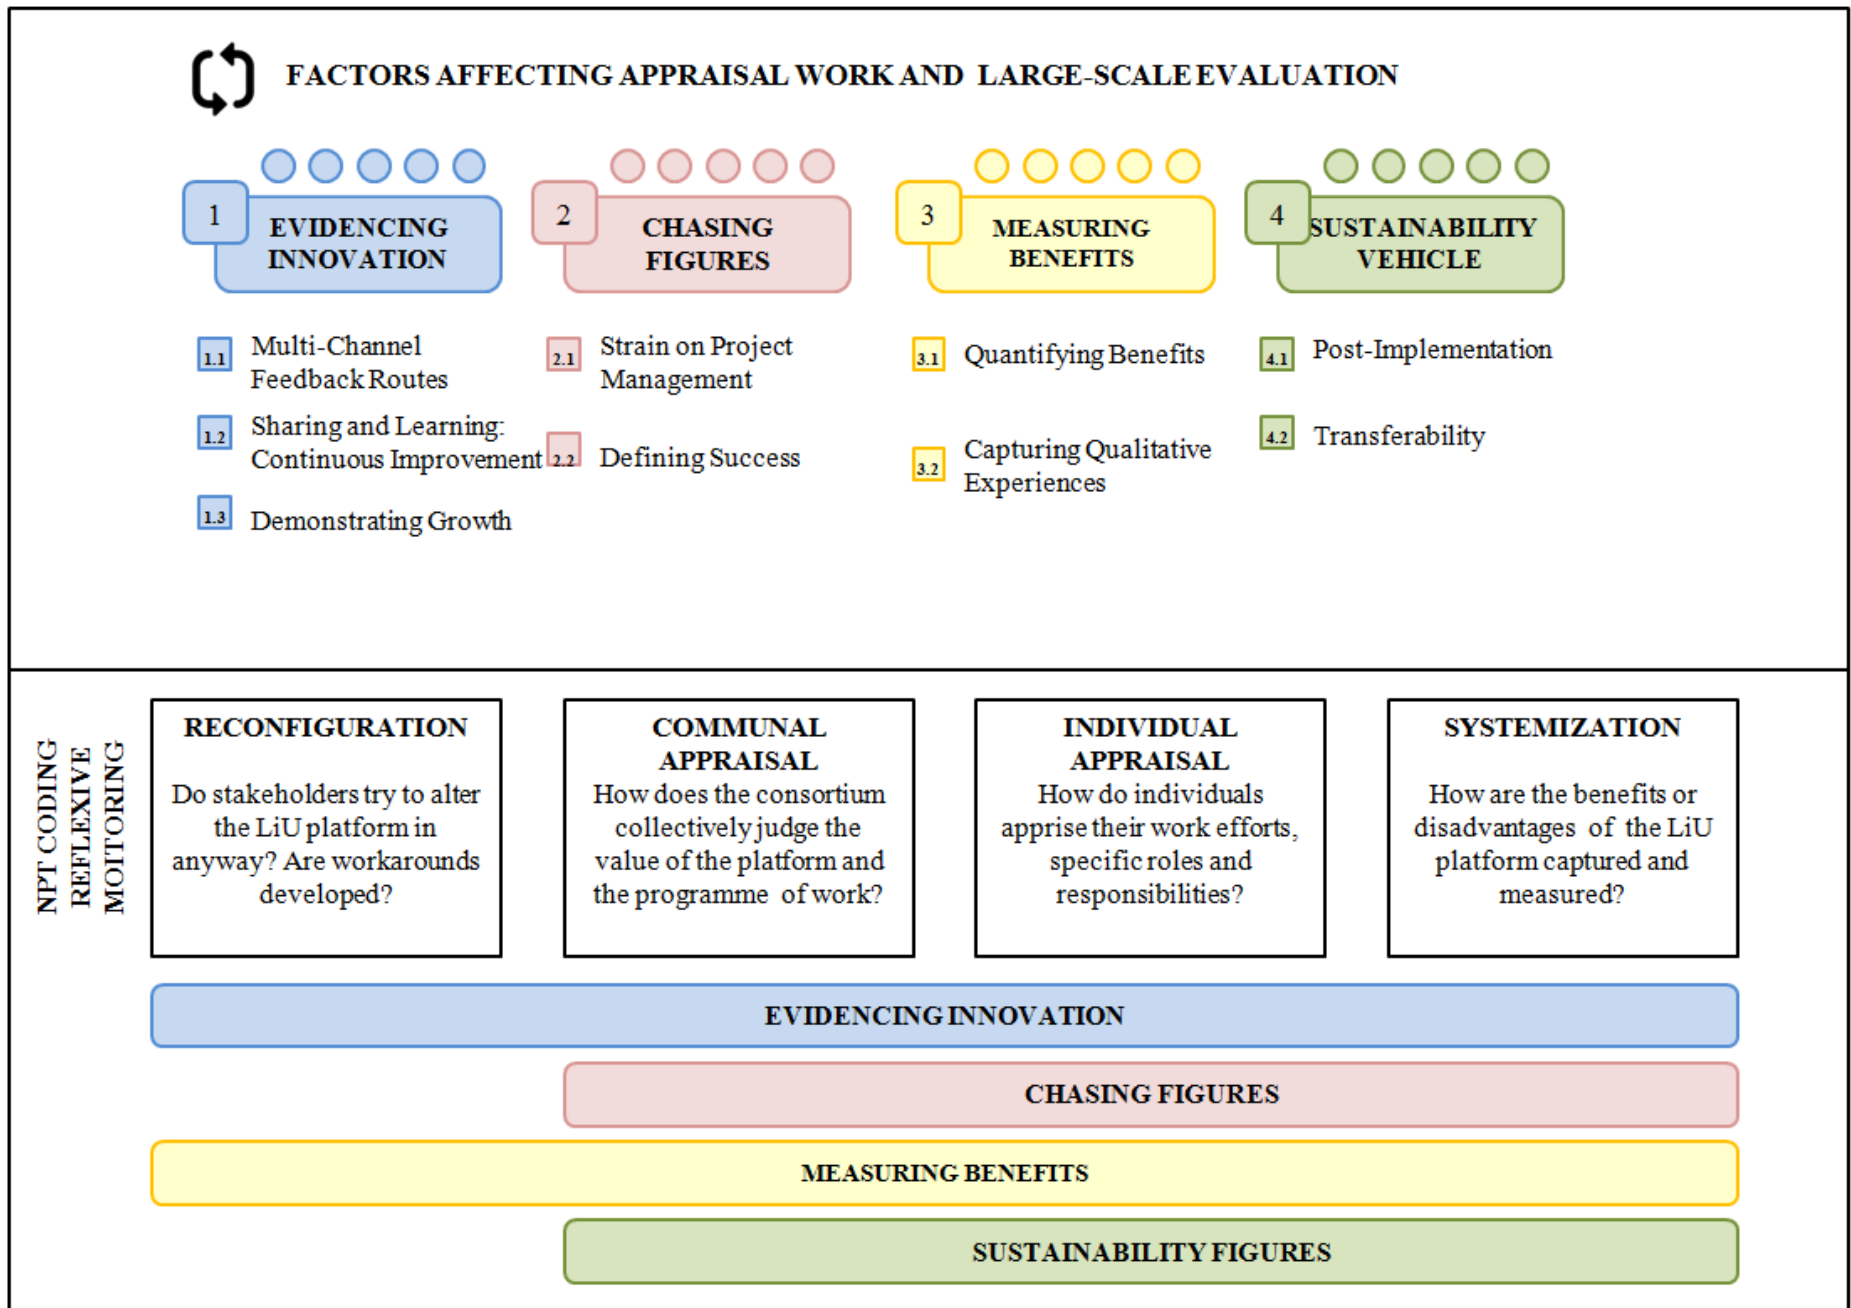 FACTORS AFFECTING APPRAISAL WORK AND LARGE-SCALE EVALUATION
1
EVIDENCING
INNOVATION
1.1
Multi-Channel
Feedback Routes
1.2
Sharing and Learning:
Continuous Improvement
1.3
Demonstrating Growth
2
CHASING
FIGURES
2.1
Strain on Project
Management
2.2
Defining Success
3
MEASURING
BENEFITS
3.1
Quantifying Benefits
3.2
Capturing Qualitative
Experiences
4
SUSTAINABILITY
VEHICLE
4.1
Post-Implementation
4.2
Transferability
NPT CODING
REFLEXIVE
MOITORING
RECONFIGURATION
Do stakeholders try to alter
the LiU platform in
anyway? Are workarounds
developed?
COMMUNAL
APPRAISAL
How does the consortium
collectively judge the
value of the platform and
the programme of work?
INDIVIDUAL
APPRAISAL
How do individuals
apprise their work efforts,
specific roles and
responsibilities?
SYSTEMIZATION
How are the benefits or
disadvantages of the LiU
platform captured and
measured?
EVIDENCING INNOVATION
CHASING FIGURES
MEASURING BENEFITS
SUSTAINABILITY FIGURES